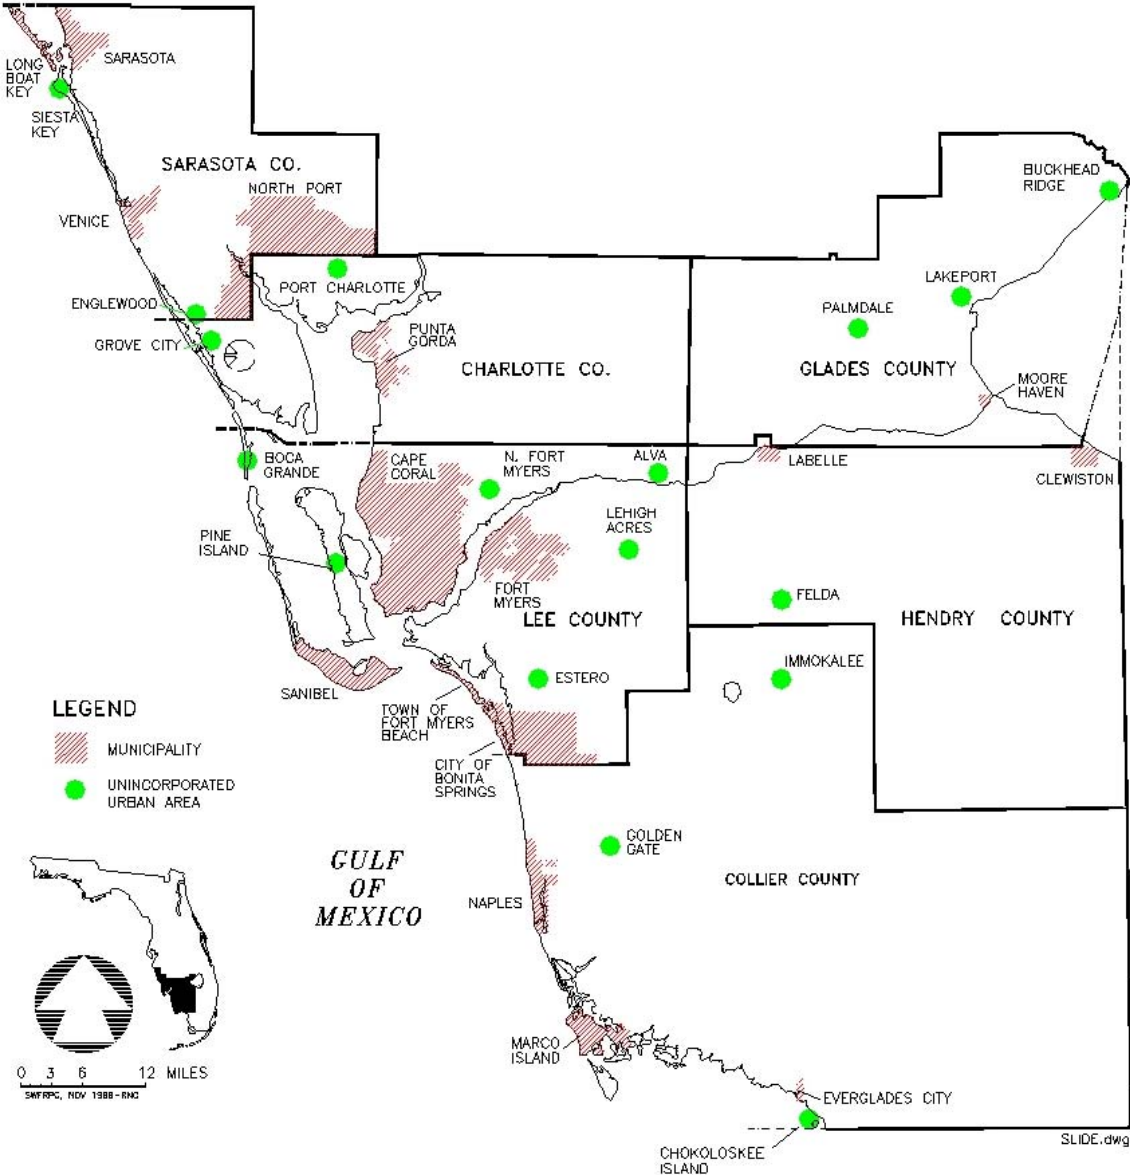 LONG
BOAT
KEY
SARASOTA
SIESTA
KEY
SARASOTA CO.
NORTH PORT
VENICE
BUCKHEAD
RIDGE
PORT CHARLOTTE
LAKEPORT
ENGLEWOOD
PALMDALE
GROVE CITY
PUNTA
GORDA
CHARLOTTE CO.
GLADES COUNTY
MOORE
HAVEN
BOCA
GRANDE
CAPE
CORAL
N. FORT
MYERS
ALVA
LABELLE
CLEWISTON
LEHIGH
ACRES
PINE
ISLAND
FORT
MYERS
FELDA
LEE COUNTY
HENDRY COUNTY
IMMOKALEE
ESTERO
SANIBEL
TOWN OF
FORT MYERS
BEACH
CITY OF
BONITA
SPRINGS
LEGEND
MUNICIPALITY
UNINCORPORATED
URBAN AREA
GOLDEN
GATE
GULF
OF
MEXICO
COLLIER COUNTY
NAPLES
MARCO
ISLAND
0 3 6 12 MILES
SWFRPC, NOV 1988-RNG
EVERGLADES CITY
CHOKOLOSKEE
ISLAND
SLIDE.dwg